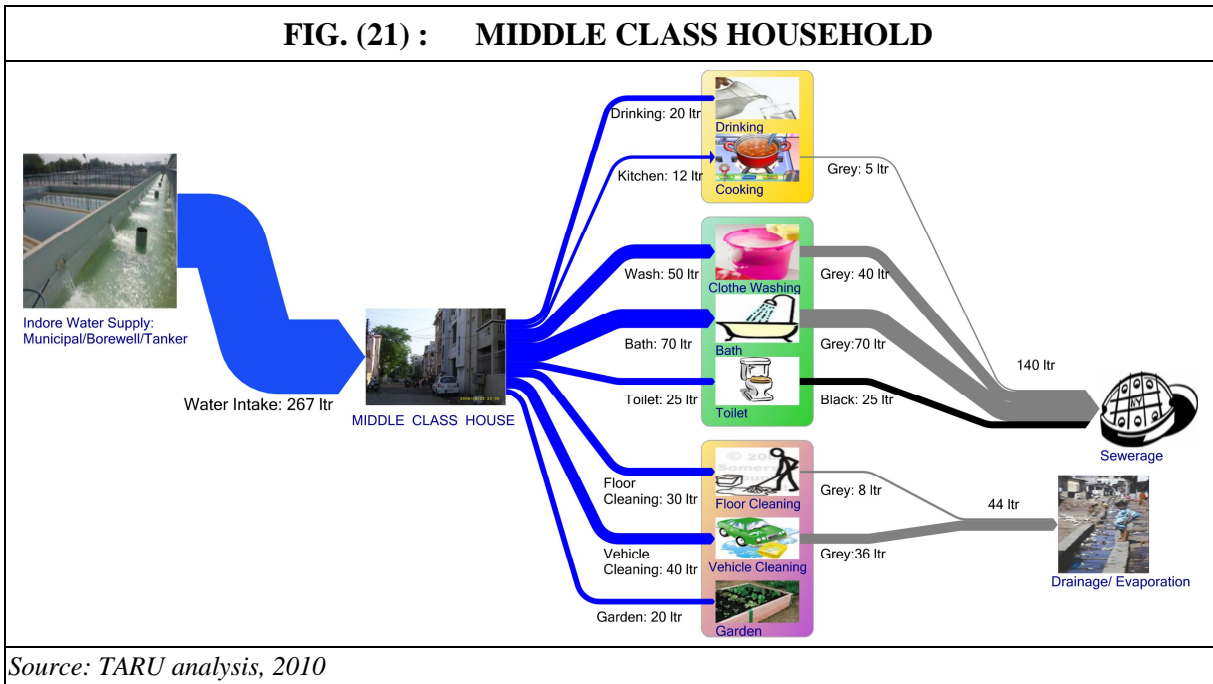 FIG. (21) : MIDDLE CLASS HOUSEHOLD
Drinking: 20 ltr
Drinking
Kitchen: 12 ltr
Cooking
Grey: 5 ltr
Indore Water Supply:
Municipal/Borewell/Tanker
Water Intake: 267 ltr
MIDDLE CLASS HOUSE
Wash: 50 ltr
Clothe Washing
Grey: 40 ltr
Bath: 70 ltr
Bath
Grey:70 ltr
Toilet: 25 ltr
Toilet
Black: 25 ltr
140 ltr
NY
Sewerage
Floor
Cleaning: 30 ltr
Floor Cleaning
Grey: 8 ltr
Vehicle
Cleaning: 40 ltr
Vehicle Cleaning
Grey:36 ltr
44 ltr
Drainage/ Evaporation
Garden: 20 ltr
Garden
Source: TARU analysis, 2010